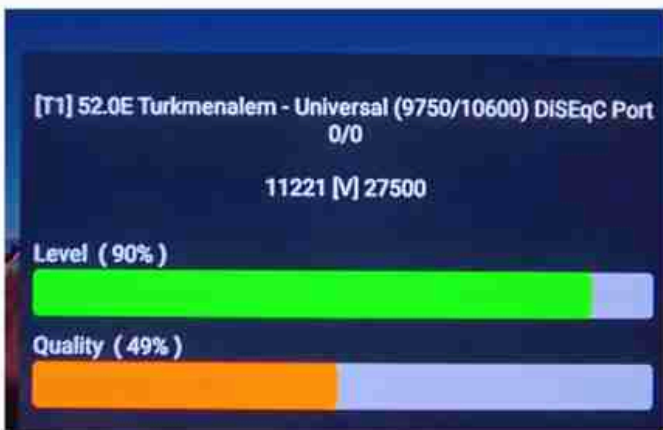 [T1] 52.0E Turkmenalem - Universal (9750/10600) DiSEqC Port
0/0
11221 [V] 27500
Level ( 90% )
Quality ( 49% )